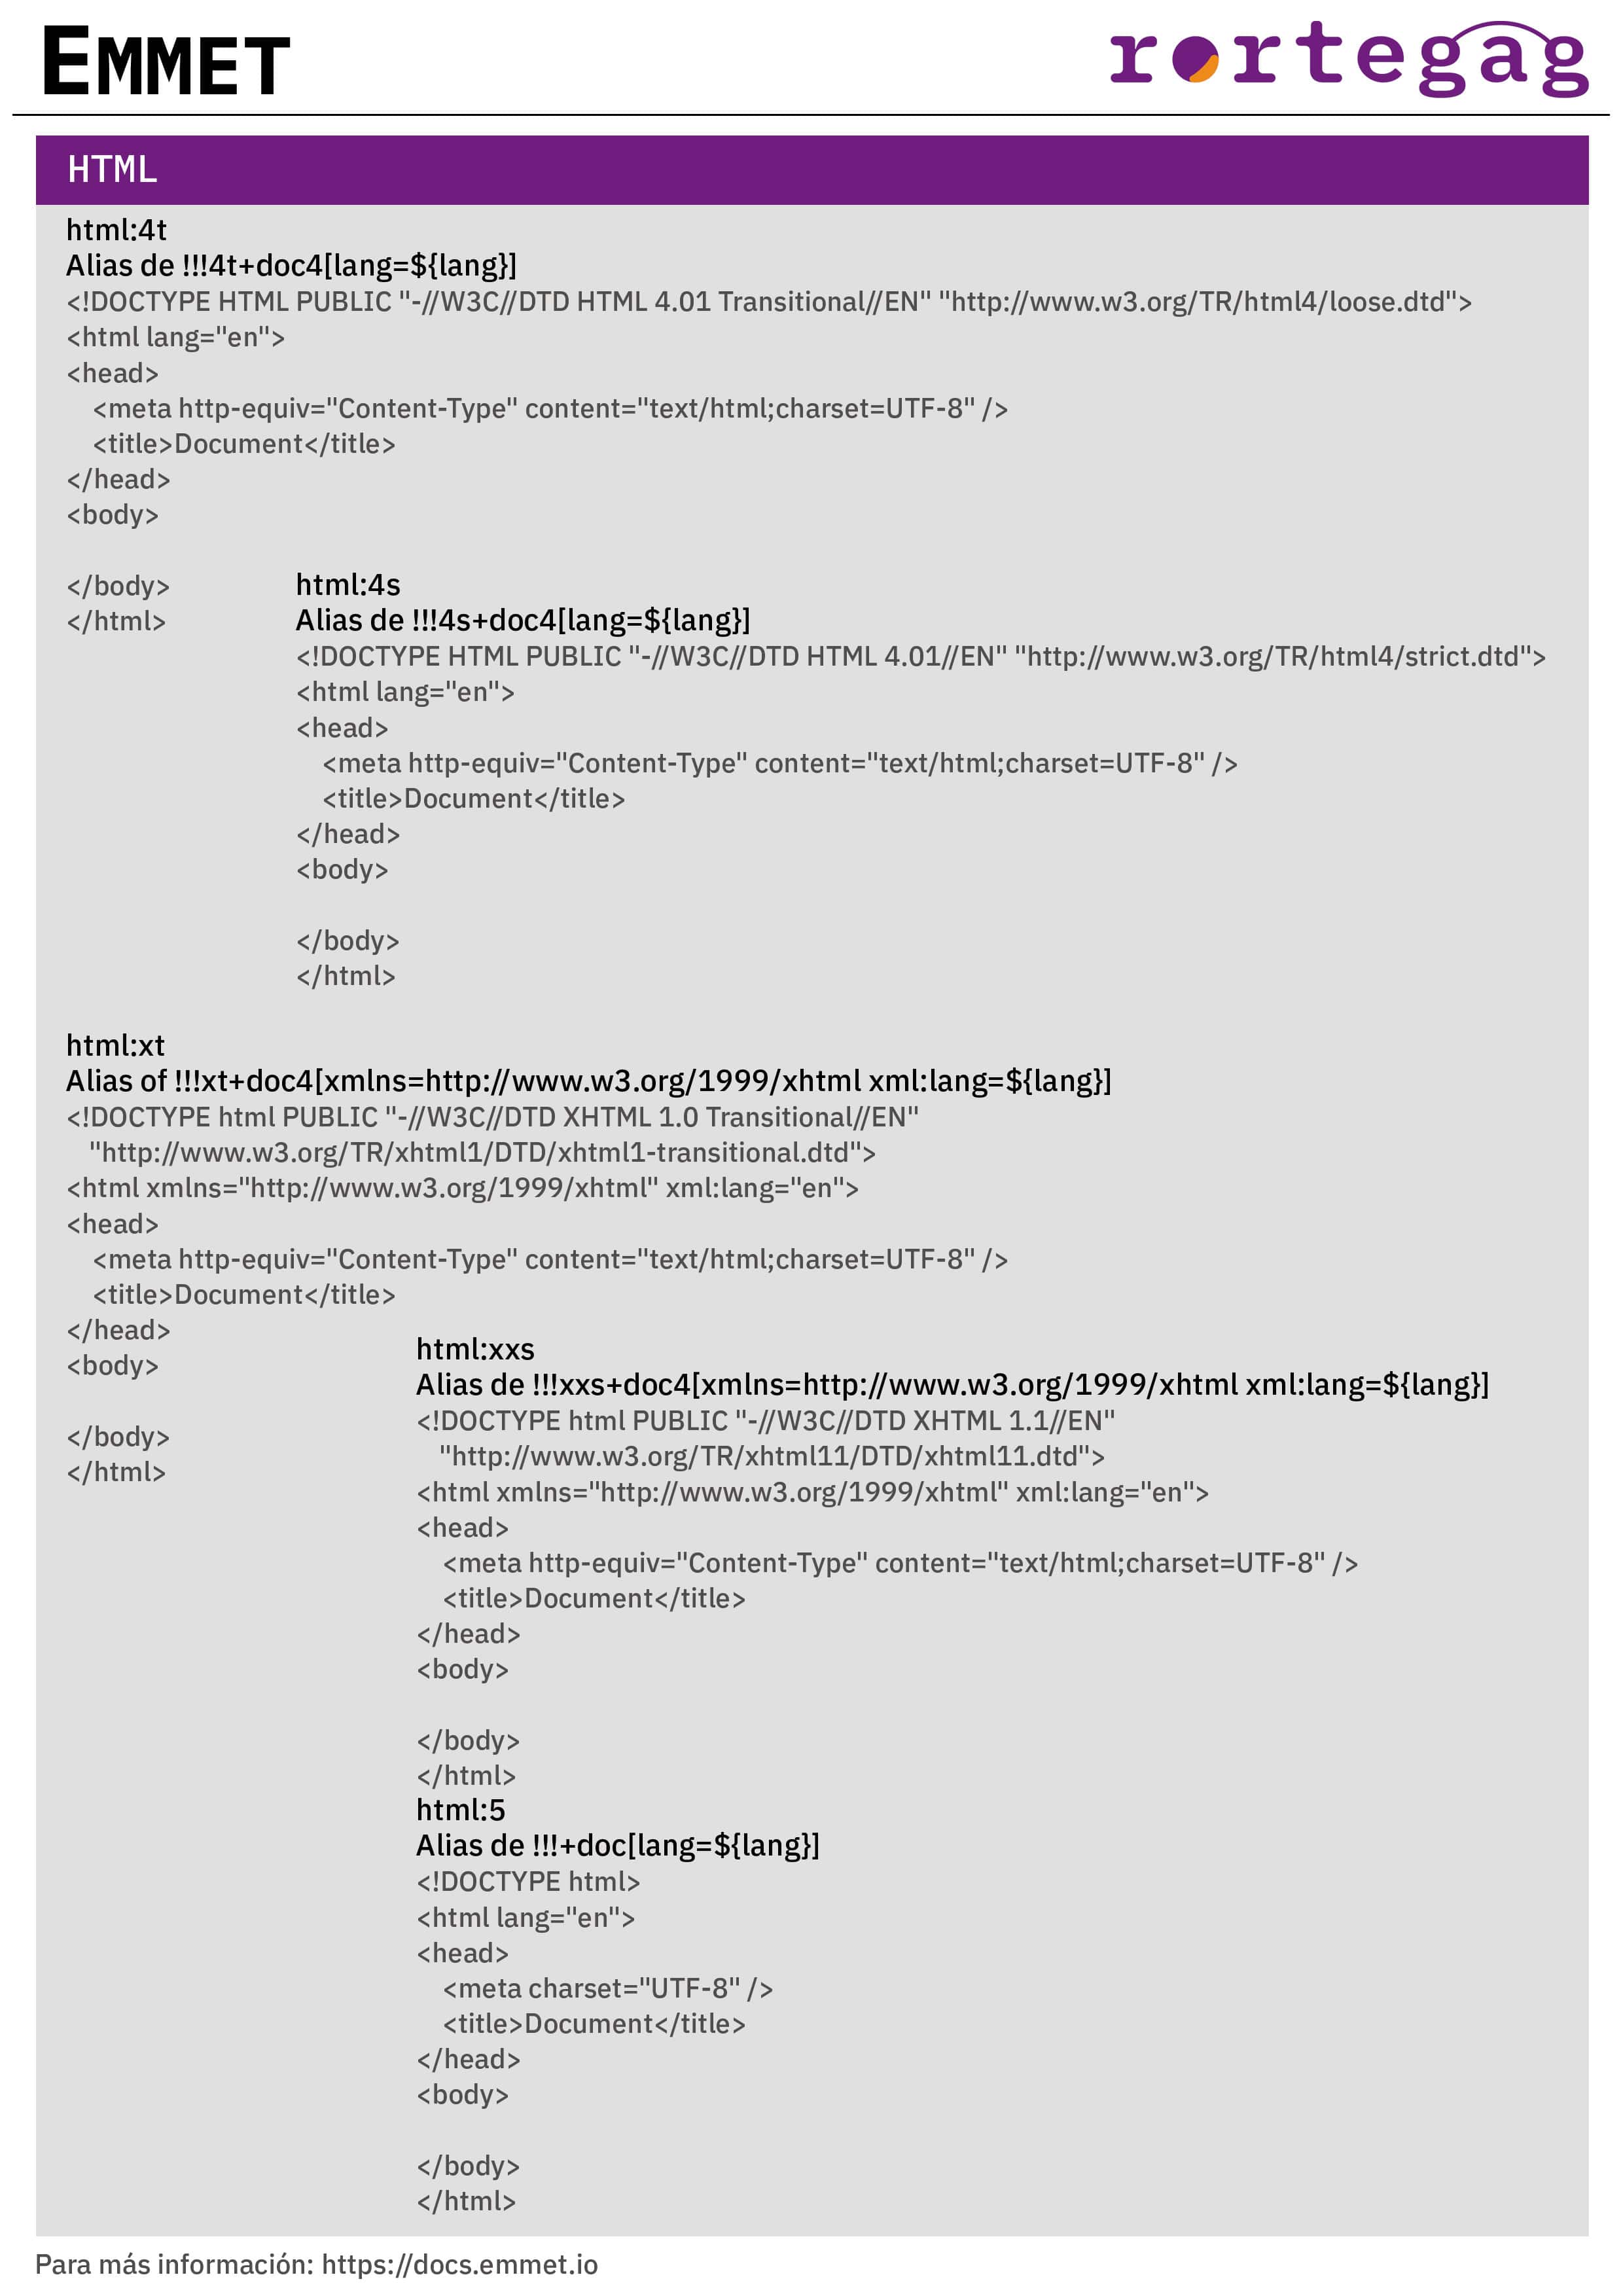 EMMET
rortegag
HTML
html:4t
Alias de !!!4t+doc4[lang=${lang}]
<!DOCTYPE HTML PUBLIC "-//W3C//DTD HTML 4.01 Transitional//EN" "http://www.w3.org/TR/html4/loose.dtd">
<html lang="en">
<head>
    <meta http-equiv="Content-Type" content="text/html;charset=UTF-8" />
    <title>Document</title>
</head>
<body>

</body>
</html>
html:4s
Alias de !!!4s+doc4[lang=${lang}]
<!DOCTYPE HTML PUBLIC "-//W3C//DTD HTML 4.01//EN" "http://www.w3.org/TR/html4/strict.dtd">
<html lang="en">
<head>
    <meta http-equiv="Content-Type" content="text/html;charset=UTF-8" />
    <title>Document</title>
</head>
<body>

</body>
</html>
html:xt
Alias of !!!xt+doc4[xmlns=http://www.w3.org/1999/xhtml xml:lang=${lang}]
<!DOCTYPE html PUBLIC "-//W3C//DTD XHTML 1.0 Transitional//EN"
    "http://www.w3.org/TR/xhtml1/DTD/xhtml1-transitional.dtd">
<html xmlns="http://www.w3.org/1999/xhtml" xml:lang="en">
<head>
    <meta http-equiv="Content-Type" content="text/html;charset=UTF-8" />
    <title>Document</title>
</head>
<body>

</body>
</html>
html:xxs
Alias de !!!xxs+doc4[xmlns=http://www.w3.org/1999/xhtml xml:lang=${lang}]
<!DOCTYPE html PUBLIC "-//W3C//DTD XHTML 1.1//EN"
    "http://www.w3.org/TR/xhtml11/DTD/xhtml11.dtd">
<html xmlns="http://www.w3.org/1999/xhtml" xml:lang="en">
<head>
    <meta http-equiv="Content-Type" content="text/html;charset=UTF-8" />
    <title>Document</title>
</head>
<body>

</body>
</html>
html:5
Alias de !!!+doc[lang=${lang}]
<!DOCTYPE html>
<html lang="en">
<head>
    <meta charset="UTF-8" />
    <title>Document</title>
</head>
<body>

</body>
</html>
Para más información: https://docs.emmet.io